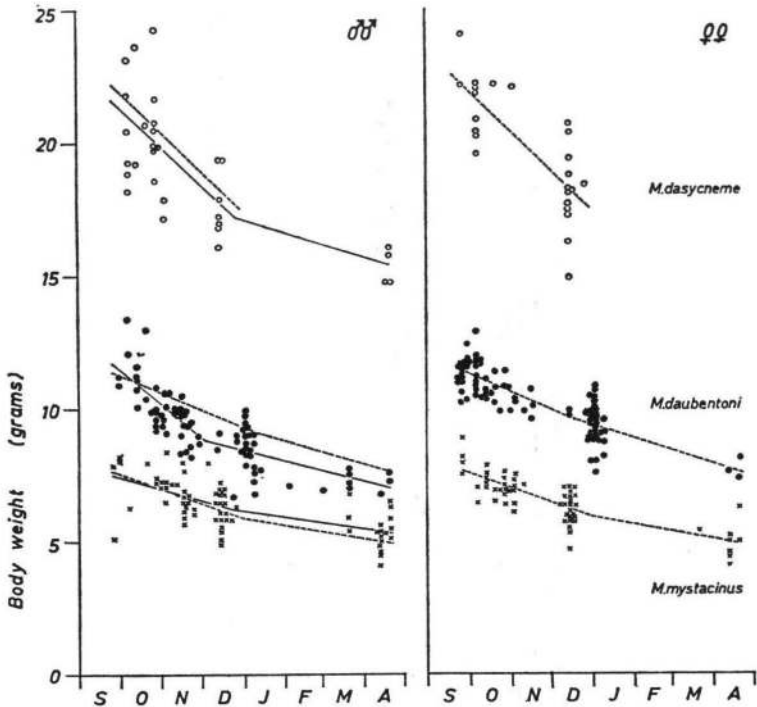 25
20
15
10
5
0
Body weight (grams)
♂♂
♀♀
M.dasycneme
M.daubentoni
M.mystacinus
S O N D J F M A
S O N D J F M A